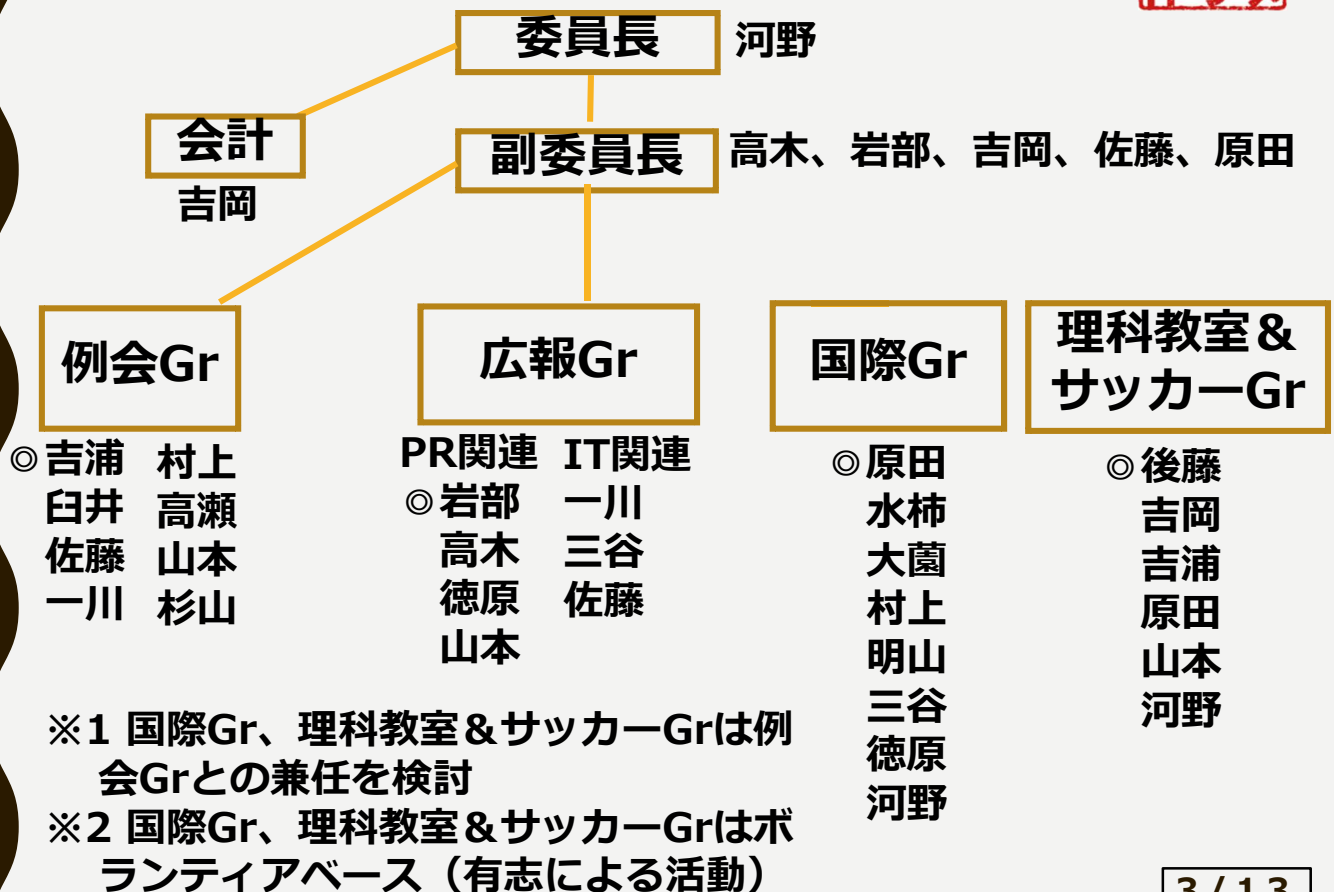 委員長 河野
会計
吉岡
副委員長 高木、岩部、吉岡、佐藤、原田
例会Gr
◎吉浦 村上
臼井 高瀬
佐藤 山本
一川 杉山
広報Gr
PR関連 IT関連
◎岩部 一川
高木 三谷
徳原 佐藤
山本
国際Gr
◎原田
水柿
大薗
村上
明山
三谷
徳原
河野
理科教室＆
サッカーGr
◎後藤
吉岡
吉浦
原田
山本
河野
※1 国際Gr、理科教室＆サッカーGrは例
会Grとの兼任を検討
※2 国際Gr、理科教室＆サッカーGrはボ
ランティアベース（有志による活動）
3/13